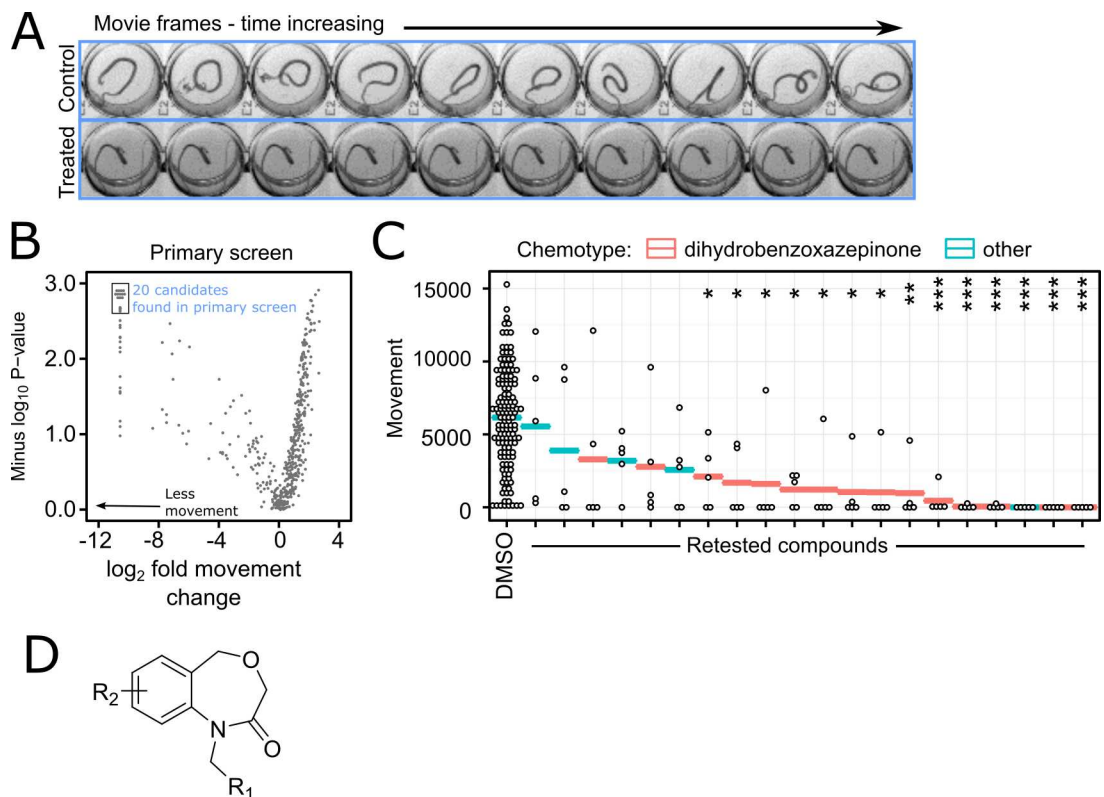 A
Movie frames - time increasing
Control
Treated
B
Primary screen
Minus log10 P-value
3.0
2.0
1.0
0.0
20 candidates
found in primary screen
Less
movement
-12
-8
-4
0
4
log2 fold movement
change
C
Chemotype:
dihydrobenzoxazepinone
other
Movement
15000
10000
5000
0
*
*
*
*
*
*
*
**
***
***
***
***
***
***
DMSO
Retested compounds
D
R2
O
N
O
R1